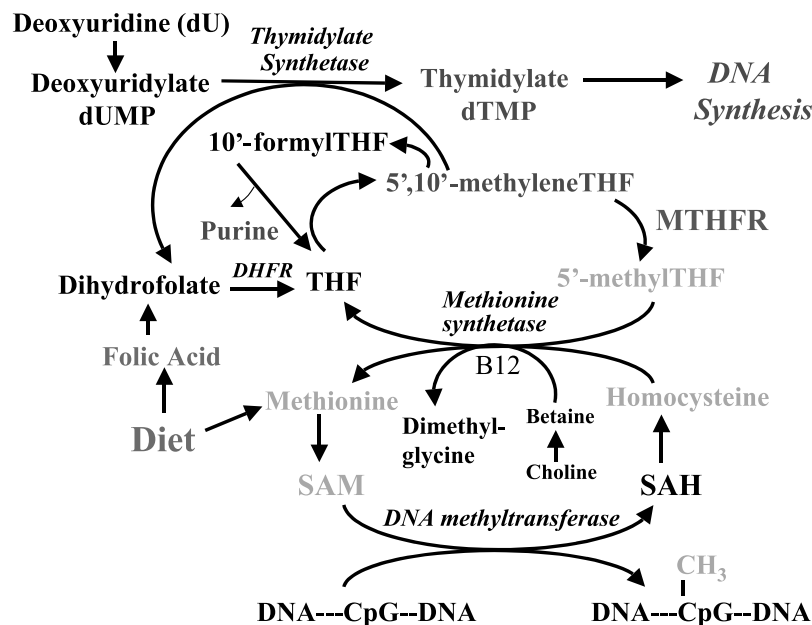 Deoxyuridine (dU)
Thymidylate
Synthetase
Deoxyuridylate
dUMP
Thymidylate
dTMP
DNA
Synthesis
10’-formylTHF
5’,10’-methyleneTHF
Purine
MTHFR
Dihydrofolate
DHFR
THF
5’-methylTHF
Methionine
synthetase
Folic Acid
B12
Methionine
Homocysteine
Diet
Dimethyl-
glycine
Betaine
Choline
SAM
SAH
DNA methyltransferase
CH3
DNA---CpG--DNA
DNA---CpG--DNA